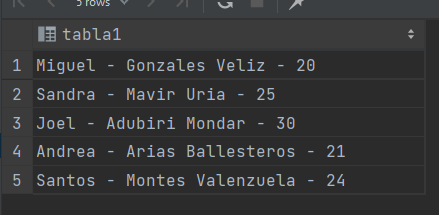 5 rows
tabla1
1 Miguel - Gonzales Veliz - 20
2 Sandra - Mavir Uria - 25
3 Joel - Adubiri Mondar - 30
4 Andrea - Arias Ballesteros - 21
5 Santos - Montes Valenzuela - 24